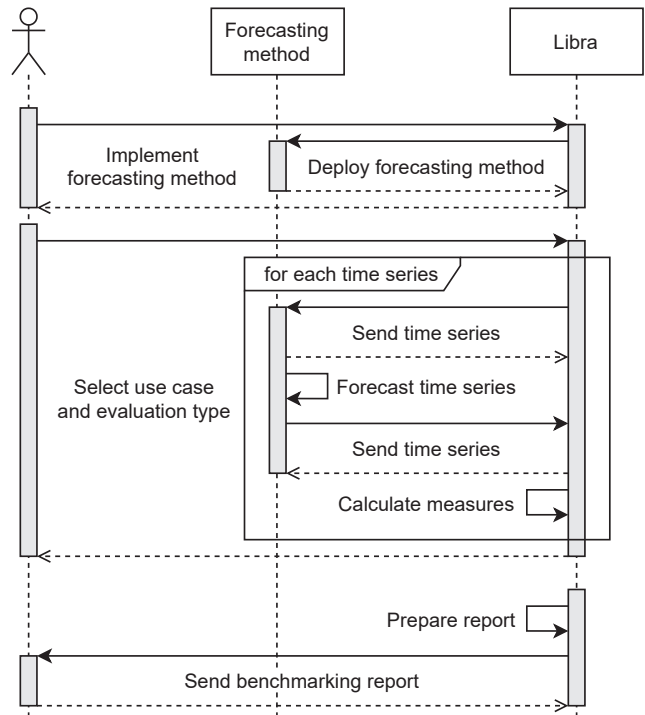 Forecasting
method
Libra
Implement
forecasting method
Deploy forecasting method
for each time series
Send time series
Select use case
and evaluation type
Forecast time series
Send time series
Calculate measures
Prepare report
Send benchmarking report